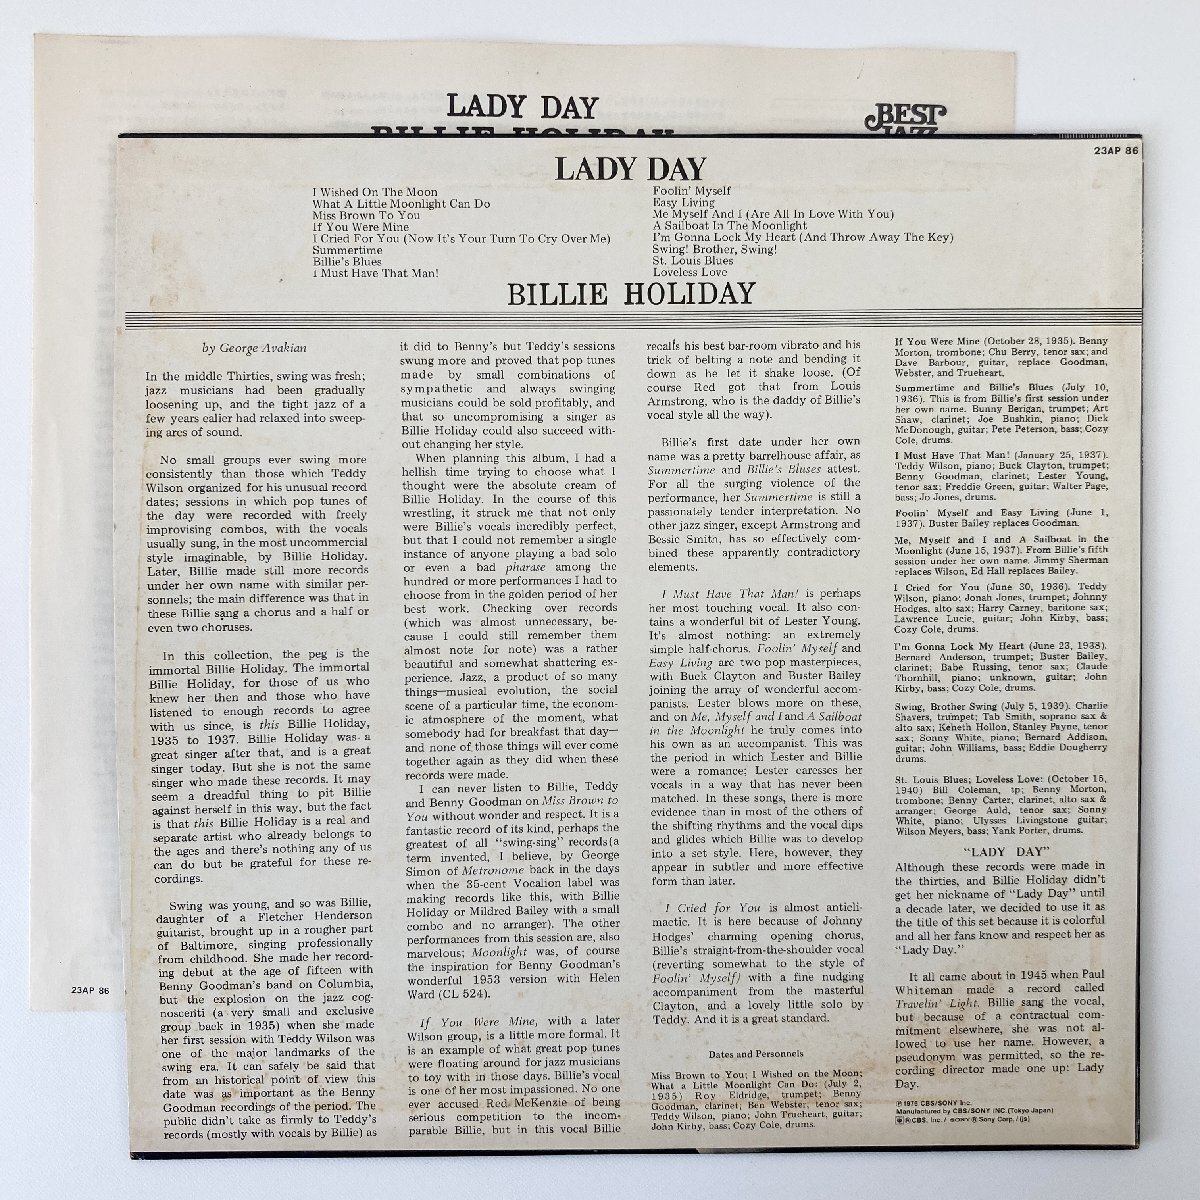 LADY DAY
BILLIE HOLIDAY
BEST
JAZZ
23AP 86
LADY DAY
I Wished On The Moon
What A Little Moonlight Can Do
Miss Brown To You
If You Were Mine
I Cried For You (Now It's Your Turn To Cry Over Me)
Summertime
Billie's Blues
I Must Have That Man!
Foolin' Myself
Easy Living
Me Myself And I (Are All In Love With You)
A Sailboat In The Moonlight
I'm Gonna Lock My Heart (And Throw Away The Key)
Swing! Brother, Swing!
St. Louis Blues
Loveless Love
BILLIE HOLIDAY
by George Avakian
In the middle Thirties, swing was fresh;
jazz musicians had been gradually
loosening up, and the tight jazz of a
few years ealier had relaxed into sweep-
ing arcs of sound.
No small groups ever swing more
consistently than those which Teddy
Wilson organized for his unusual record
dates; sessions in which pop tunes of
the day were recorded with freely
improvising combos, with the vocals
usually sung, in the most uncommercial
style imaginable, by Billie Holiday.
Later, Billie made still more records
under her own name with similar per-
sonnels; the main difference was that in
these Billie sang a chorus and a half or
even two choruses.
In this collection, the peg is the
immortal Billie Holiday. The immortal
Billie Holiday, for those of us who
knew her then and those who have
listened to enough records to agree
with us since, is this Billie Holiday,
1935 to 1937. Billie Holiday was a
great singer after that, and is a great
singer today. But she is not the same
singer who made these records. It may
seem a dreadful thing to pit Billie
against herself in this way, but the fact
is that this Billie Holiday is a real and
separate artist who already belongs to
the ages and there's nothing any of us
can do but be grateful for these re-
cordings.
Swing was young, and so was Billie,
daughter of a Fletcher Henderson
guitarist, brought up in a rougher part
of Baltimore, singing professionally
from childhood. She made her record-
ing debut at the age of fifteen with
Benny Goodman's band on Columbia,
but the explosion on the jazz cog-
noscenti (a very small and exclusive
group back in 1935) when she made
her first session with Teddy Wilson was
one of the major landmarks of the
swing era. It can safely be said that
from an historical point of view this
date was as important as the Benny
Goodman recordings of the period. The
public didn't take as firmly to Teddy's
records (mostly with vocals by Billie) as
it did to Benny's but Teddy's sessions
swung more and proved that pop tunes
made by small combinations of
sympathetic and always swinging
musicians could be sold profitably, and
that so uncompromising a singer as
Billie Holiday could also succeed with-
out changing her style.
When planning this album, I had a
hellish time trying to choose what I
thought were the absolute cream of
Billie Holiday. In the course of this
wrestling, it struck me that not only
were Billie's vocals incredibly perfect,
but that I could not remember a single
instance of anyone playing a bad solo
or even a bad pharase among the
hundred or more performances I had to
choose from in the golden period of her
best work. Checking over records
(which was almost unnecessary, be-
cause I could still remember them
almost note for note) was a rather
beautiful and somewhat shattering ex-
perience. Jazz, a product of so many
things—musical evolution, the social
scene of a particular time, the econom-
ic atmosphere of the moment, what
somebody had for breakfast that day—
and none of those things will ever come
together again as they did when these
records were made.
I can never listen to Billie, Teddy
and Benny Goodman on Miss Brown to
You without wonder and respect. It is a
fantastic record of its kind, perhaps the
greatest of all "swing-sing" records(a
term invented, I believe, by George
Simon of Metronome back in the days
when the 35-cent Vocalion label was
making records like this, with Billie
Holiday or Mildred Bailey with a small
combo and no arranger). The other
performances from this session are, also
marvelous; Moonlight was, of course
the inspiration for Benny Goodman's
wonderful 1953 version with Helen
Ward (CL 524).
If You Were Mine, with a later
Wilson group, is a little more formal. It
is an example of what great pop tunes
were floating around for jazz musicians
to toy with in those days. Billie's vocal
is one of her most impassioned. No one
ever accused Red McKenzie of being
serious competition to the incom-
parable Billie, but in this vocal Billie
recalls his best bar-room vibrato and his
trick of belting a note and bending it
down as he let it shake loose. (Of
course Red got that from Louis
Armstrong, who is the daddy of Billie's
vocal style all the way).
Billie's first date under her own
name was a pretty barrelhouse affair, as
Summertime and Billie's Bluses attest.
For all the surging violence of the
performance, her Summertime is still a
passionately tender interpretation. No
other jazz singer, except Armstrong and
Bessie Smith, has so effectively com-
bined these apparently contradictory
elements.
I Must Have That Man! is perhaps
her most touching vocal. It also con-
tains a wonderful bit of Lester Young.
It's almost nothing: an extremely
simple half-chorus. Foolin' Myself and
Easy Living are two pop masterpieces,
with Buck Clayton and Buster Bailey
joining the array of wonderful accom-
panists. Lester blows more on these,
and on Me, Myself and I and A Sailboat
in the Moonlight he truly comes into
his own as an accompanist. This was
the period in which Lester and Billie
were a romance; Lester caresses her
vocals in a way that has never been
matched. In these songs, there is more
evidence than in most of the others of
the shifting rhythms and the vocal dips
and glides which Billie was to develop
into a set style. Here, however, they
appear in subtler and more effective
form than later.
I Cried for You is almost anticli-
mactic. It is here because of Johnny
Hodges' charming opening chorus,
Billie's straight-from-the-shoulder vocal
(reverting somewhat to the style of
Foolin' Myself) with a fine nudging
accompaniment from the masterful
Clayton, and a lovely little solo by
Teddy. And it is a great standard.
Dates and Personnels
Miss Brown to You; I Wished on the Moon;
What a Little Moonlight Can Do: (July 2,
1935) Roy Eldridge, trumpet; Benny
Goodman, clarinet; Ben Webster, tenor sax;
Teddy Wilson, piano; John Trueheart, guitar;
John Kirby, bass; Cozy Cole, drums.
If You Were Mine (October 28, 1935). Benny
Morton, trombone; Chu Berry, tenor sax; and
Dave Barbour, guitar, replace Goodman,
Webster, and Trueheart,
Summertime and Billie's Blues (July 10,
1936). This is from Billie's first session under
her own name. Bunny Berigan, trumpet; Art
Shaw, clarinet; Joe Bushkin, piano; Dick
McDonough, guitar; Pete Peterson, bass; Cozy
Cole, drums.
I Must Have That Man! (January 25, 1937).
Teddy Wilson, piano; Buck Clayton, trumpet;
Benny Goodman, clarinet; Lester Young,
tenor sax; Freddie Green, guitar; Walter Page,
bass; Jo Jones, drums.
Foolin' Myself and Easy Living (June 1,
1937). Buster Bailey replaces Goodman.
Me, Myself and I and A Sailboat in the
Moonlight (June 15, 1937). From Billie's fifth
session under her own name. Jimmy Sherman
replaces Wilson, Ed Hall replaces Bailey.
I Cried for You (June 30, 1936). Teddy
Wilson, piano; Jonah Jones, trumpet; Johnny
Hodges, alto sax; Harry Carney, baritone sax;
Lawrence Lucie, guitar; John Kirby, bass;
Cozy Cole, drums.
I'm Gonna Lock My Heart (June 23, 1938).
Bernard Anderson, trumpet; Buster Bailey,
clarinet; Babe Russing, tenor sax; Claude
Thornhill, piano; unknown, guitar; John
Kirby, bass; Cozy Cole, drums.
Swing, Brother Swing (July 5, 1939). Charlie
Shavers, trumpet; Tab Smith, soprano sax &
alto sax; Keneth Hollon, Stanley Payne, tenor
sax; Sonny White, piano; Bernard Addison,
guitar; John Williams, bass; Eddie Dougherry
drums.
St. Louis Blues; Loveless Love: (October 15,
1940) Bill Coleman, tp; Benny Morton,
trombone; Benny Carter, clarinet, alto sax &
arranger; George Auld, tenor sax; Sonny
White, piano; Ulysses Livingstone guitar;
Wilson Meyers, bass; Yank Porter, drums.
"LADY DAY"
Although these records were made in
the thirties, and Billie Holiday didn't
get her nickname of "Lady Day" until
a decade later, we decided to use it as
the title of this set because it is colorful
and all her fans know and respect her as
"Lady Day."
It all came about in 1945 when Paul
Whiteman made a record called
Travelin' Light. Billie sang the vocal,
but because of a contractual com-
mitment elsewhere, she was not al-
lowed to use her name. However, a
pseudonym was permitted, so the re-
cording director made one up: Lady
Day.
℗ 1976 CBS/SONY Inc.
Manufactured by CBS/SONY INC. (Tokyo Japan)
®CBS. Inc. / SONY ® Sony Corp. / (js)
23AP 86